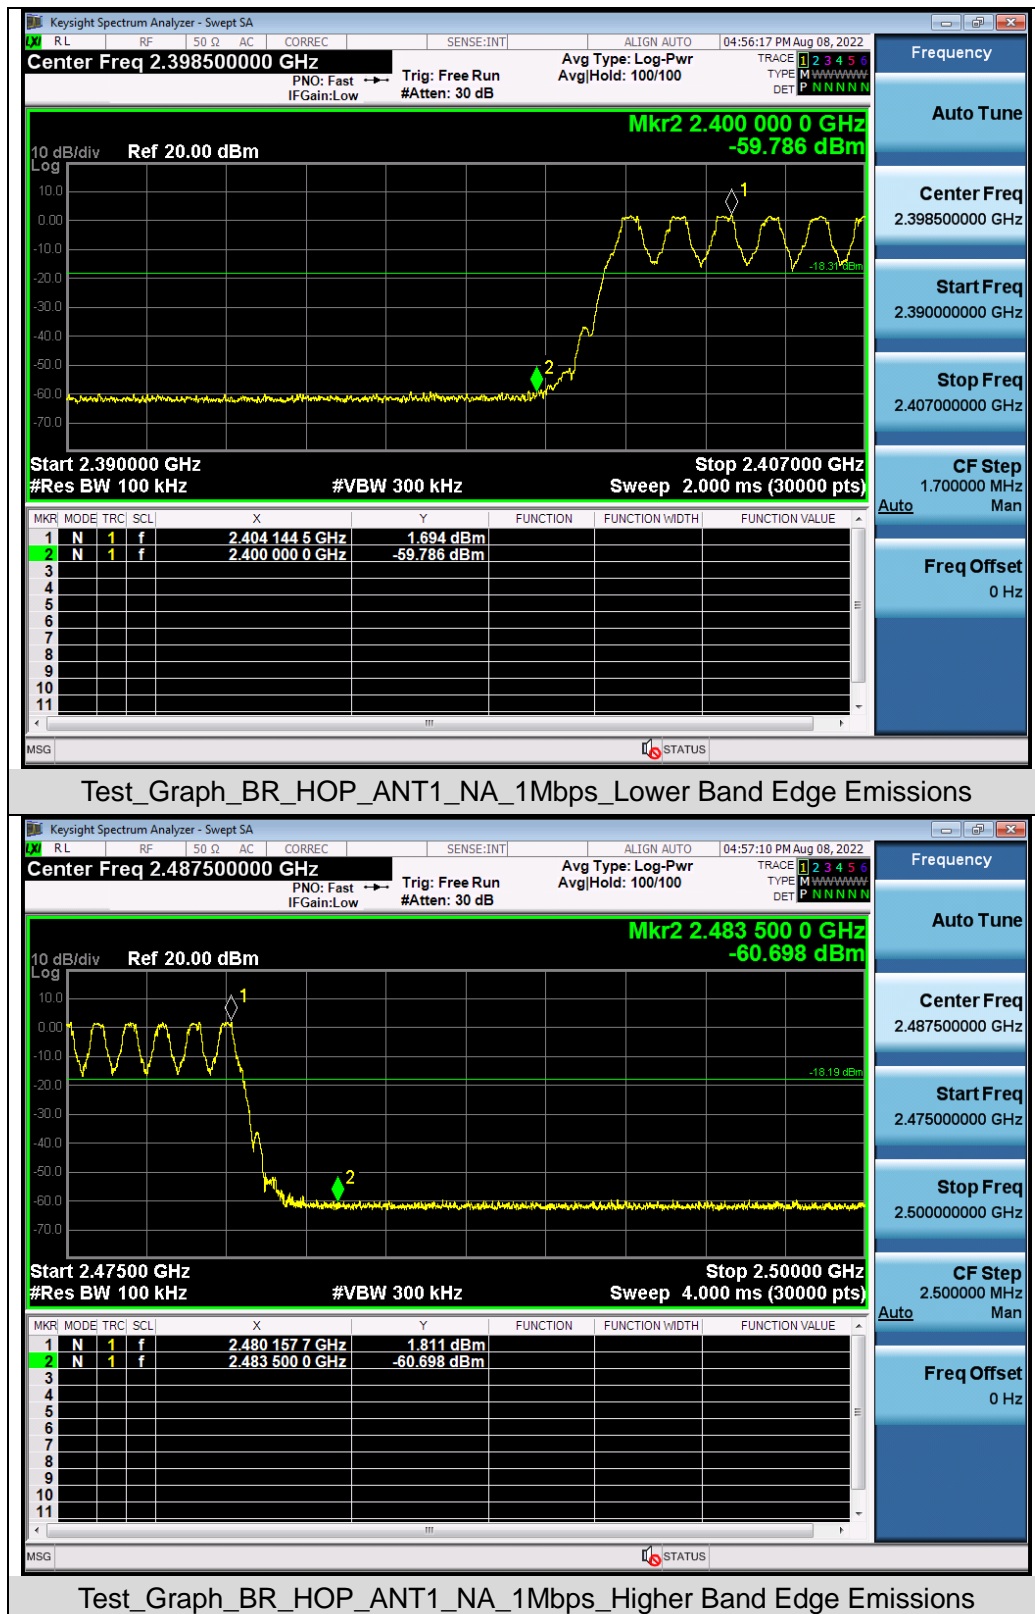 Keysight Spectrum Analyzer - Swept SA
LXI RL RF 50 Ω AC CORREC SENSE:INT ALIGN AUTO 04:56:17 PM Aug 08, 2022
Center Freq 2.398500000 GHz
PNO: Fast
IFGain:Low
Trig: Free Run
#Atten: 30 dB
Avg Type: Log-Pwr
Avg|Hold: 100/100
TRACE 1 2 3 4 5 6
TYPE M WWWWW
DET P N N N N N
Mkr2 2.400 000 0 GHz
-59.786 dBm
10 dB/div Ref 20.00 dBm
Log
10.0
0.00
-10.0
-20.0
-30.0
-40.0
-50.0
-60.0
-70.0
1
2
-18.31 dBm
Start 2.390000 GHz Stop 2.407000 GHz
#Res BW 100 kHz #VBW 300 kHz Sweep 2.000 ms (30000 pts)
MKR MODE TRC SCL X Y FUNCTION FUNCTION WIDTH FUNCTION VALUE
1 N 1 f 2.404 144 5 GHz 1.694 dBm
2 N 1 f 2.400 000 0 GHz -59.786 dBm
3
4
5
6
7
8
9
10
11
MSG STATUS
Frequency
Auto Tune
Center Freq
2.398500000 GHz
Start Freq
2.390000000 GHz
Stop Freq
2.407000000 GHz
CF Step
1.700000 MHz
Auto Man
Freq Offset
0 Hz
Test_Graph_BR_HOP_ANT1_NA_1Mbps_Lower Band Edge Emissions
Keysight Spectrum Analyzer - Swept SA
LXI RL RF 50 Ω AC CORREC SENSE:INT ALIGN AUTO 04:57:10 PM Aug 08, 2022
Center Freq 2.487500000 GHz
PNO: Fast
IFGain:Low
Trig: Free Run
#Atten: 30 dB
Avg Type: Log-Pwr
Avg|Hold: 100/100
TRACE 1 2 3 4 5 6
TYPE M WWWWW
DET P N N N N N
Mkr2 2.483 500 0 GHz
-60.698 dBm
10 dB/div Ref 20.00 dBm
Log
10.0
0.00
-10.0
-20.0
-30.0
-40.0
-50.0
-60.0
-70.0
1
2
-18.19 dBm
Start 2.47500 GHz Stop 2.50000 GHz
#Res BW 100 kHz #VBW 300 kHz Sweep 4.000 ms (30000 pts)
MKR MODE TRC SCL X Y FUNCTION FUNCTION WIDTH FUNCTION VALUE
1 N 1 f 2.480 157 7 GHz 1.811 dBm
2 N 1 f 2.483 500 0 GHz -60.698 dBm
3
4
5
6
7
8
9
10
11
MSG STATUS
Frequency
Auto Tune
Center Freq
2.487500000 GHz
Start Freq
2.475000000 GHz
Stop Freq
2.500000000 GHz
CF Step
2.500000 MHz
Auto Man
Freq Offset
0 Hz
Test_Graph_BR_HOP_ANT1_NA_1Mbps_Higher Band Edge Emissions